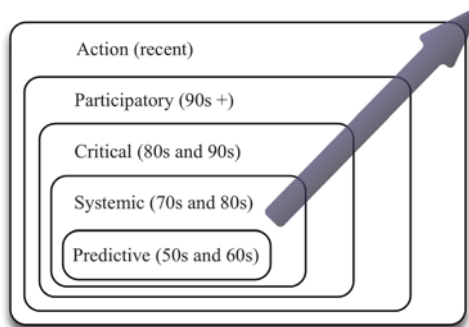 Action (recent)
Participatory (90s +)
Critical (80s and 90s)
Systemic (70s and 80s)
Predictive (50s and 60s)